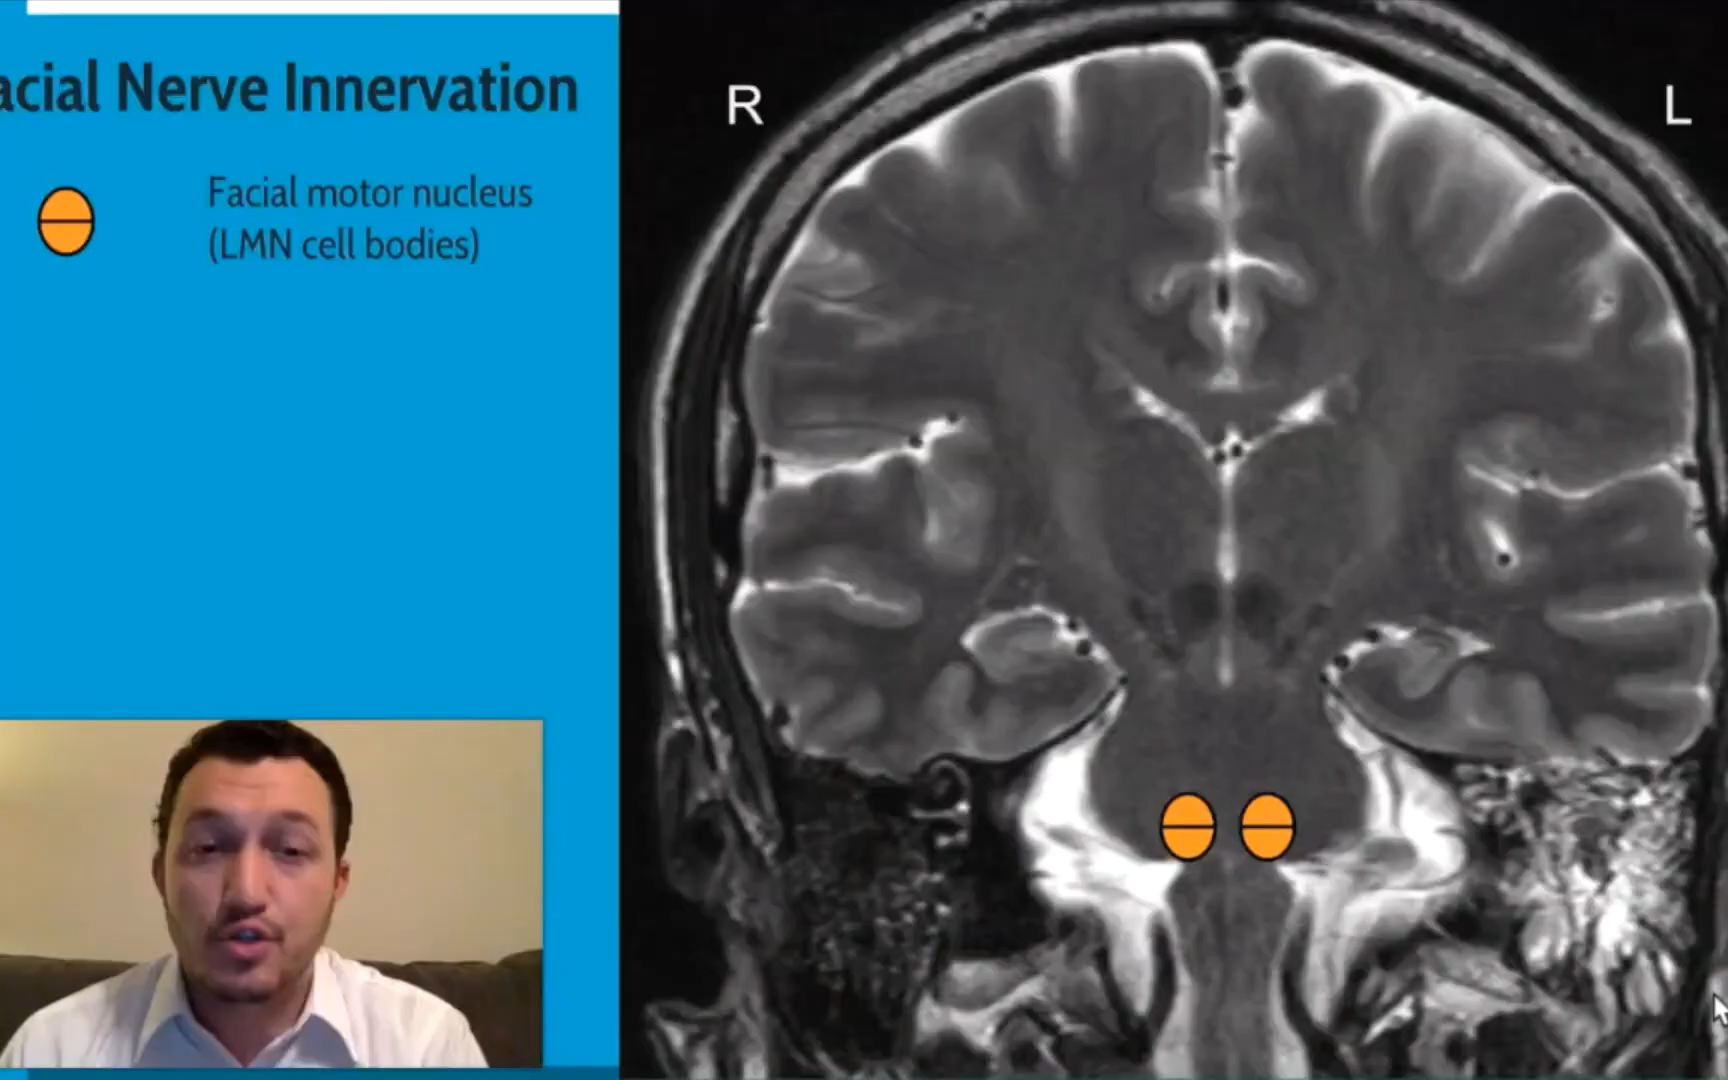 acial Nerve Innervation
Facial motor nucleus
(LMN cell bodies)
R
L